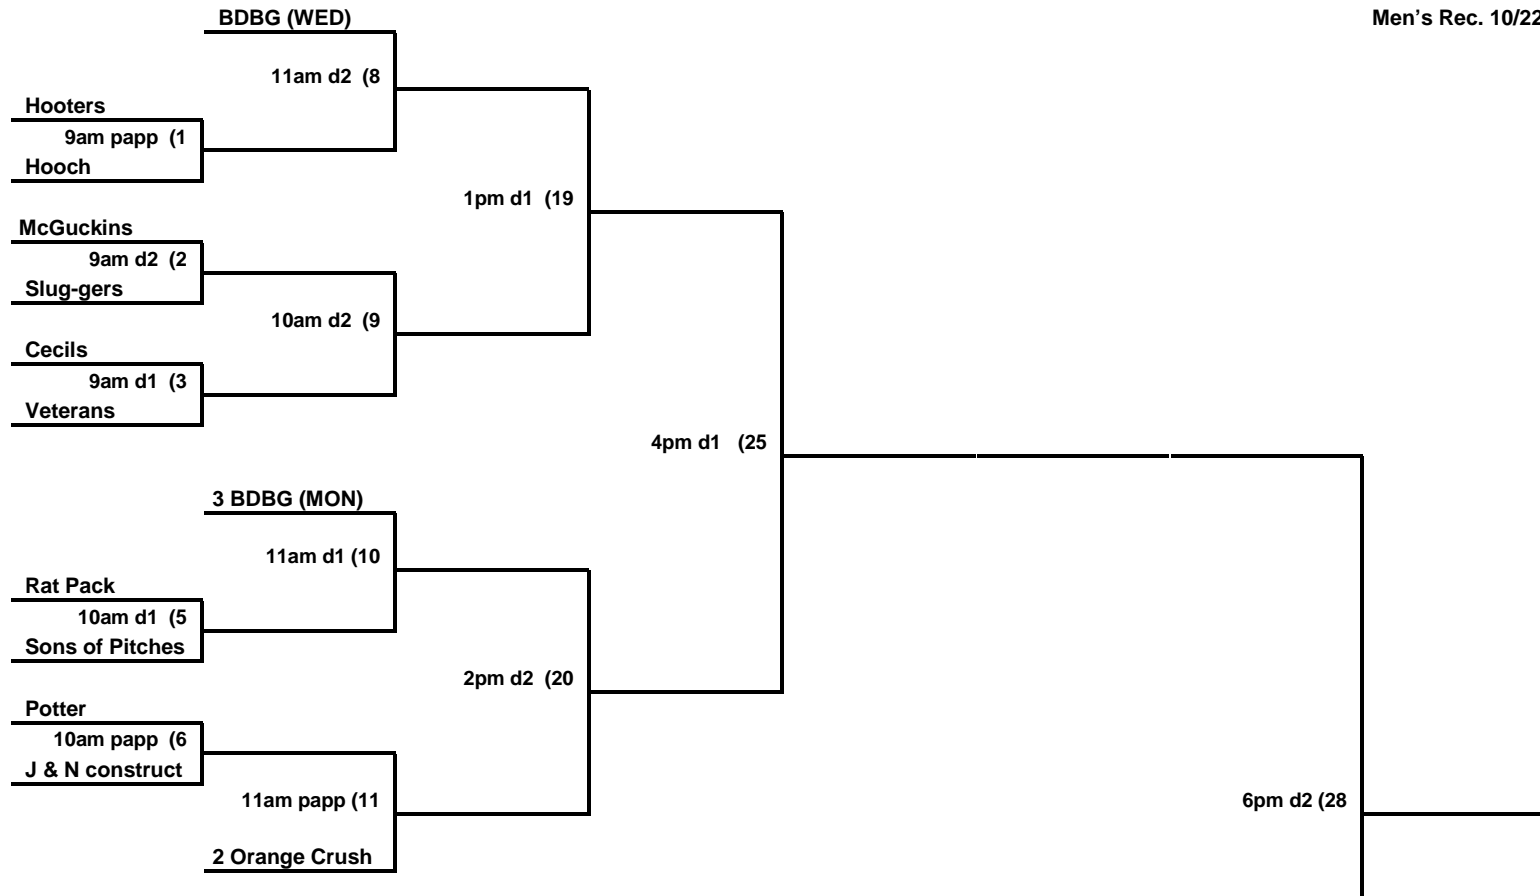 BDBG (WED)
Men’s Rec. 10/22
11am d2 (8
Hooters
9am papp (1
Hooch
1pm d1 (19
McGuckins
9am d2 (2
Slug-gers
10am d2 (9
Cecils
9am d1 (3
Veterans
4pm d1 (25
3 BDBG (MON)
11am d1 (10
Rat Pack
10am d1 (5
Sons of Pitches
2pm d2 (20
Potter
10am papp (6
J & N construct
11am papp (11
6pm d2 (28
2 Orange Crush